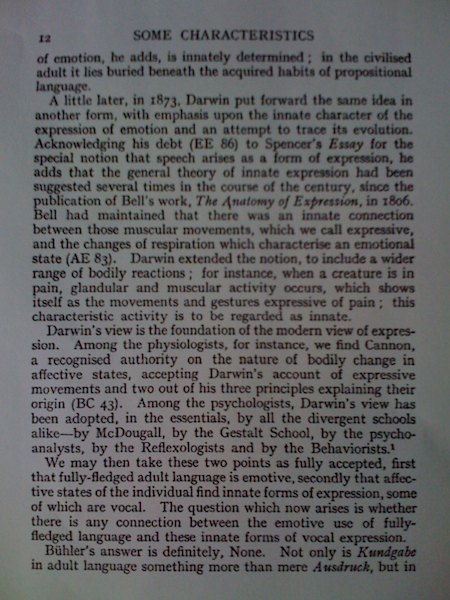 12 SOME CHARACTERISTICS
of emotion, he adds, is innately determined ; in the civilised
adult it lies buried beneath the acquired habits of propositional
language.
A little later, in 1873, Darwin put forward the same idea in
another form, with emphasis upon the innate character of the
expression of emotion and an attempt to trace its evolution.
Acknowledging his debt (EE 86) to Spencer's Essay for the
special notion that speech arises as a form of expression, he
adds that the general theory of innate expression had been
suggested several times in the course of the century, since the
publication of Bell's work, The Anatomy of Expression, in 1806.
Bell had maintained that there was an innate connection
between those muscular movements, which we call expressive,
and the changes of respiration which characterise an emotional
state (AE 83). Darwin extended the notion, to include a wider
range of bodily reactions ; for instance, when a creature is in
pain, glandular and muscular activity occurs, which shows
itself as the movements and gestures expressive of pain ; this
characteristic activity is to be regarded as innate.
Darwin's view is the foundation of the modern view of expres-
sion. Among the physiologists, for instance, we find Cannon,
a recognised authority on the nature of bodily change in
affective states, accepting Darwin's account of expressive
movements and two out of his three principles explaining their
origin (BC 43). Among the psychologists, Darwin's view has
been adopted, in the essentials, by all the divergent schools
alike—by McDougall, by the Gestalt School, by the psycho-
analysts, by the Reflexologists and by the Behaviorists.¹
We may then take these two points as fully accepted, first
that fully-fledged adult language is emotive, secondly that affec-
tive states of the individual find innate forms of expression, some
of which are vocal. The question which now arises is whether
there is any connection between the emotive use of fully-
fledged language and these innate forms of vocal expression.
Bühler's answer is definitely, None. Not only is Kundgabe
in adult language something more than mere Ausdruck, but in